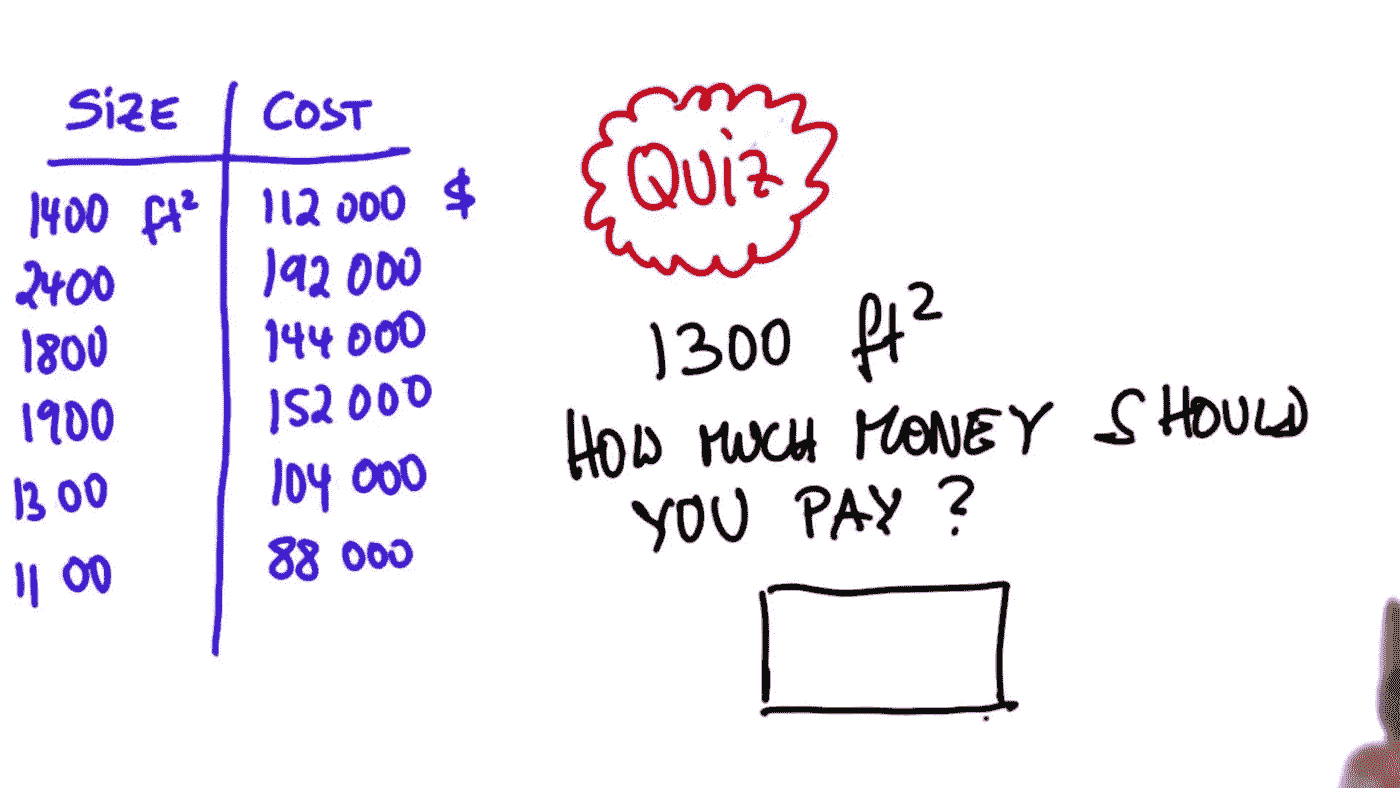 SiZE COST
1400 ft² 112 000 $
2400 192 000
1800 144 000
1900 152 000
1300 104 000
1100 88 000
QUiZ
1300 ft²
HOW MUCH MONEY SHOULD
YOU PAY ?